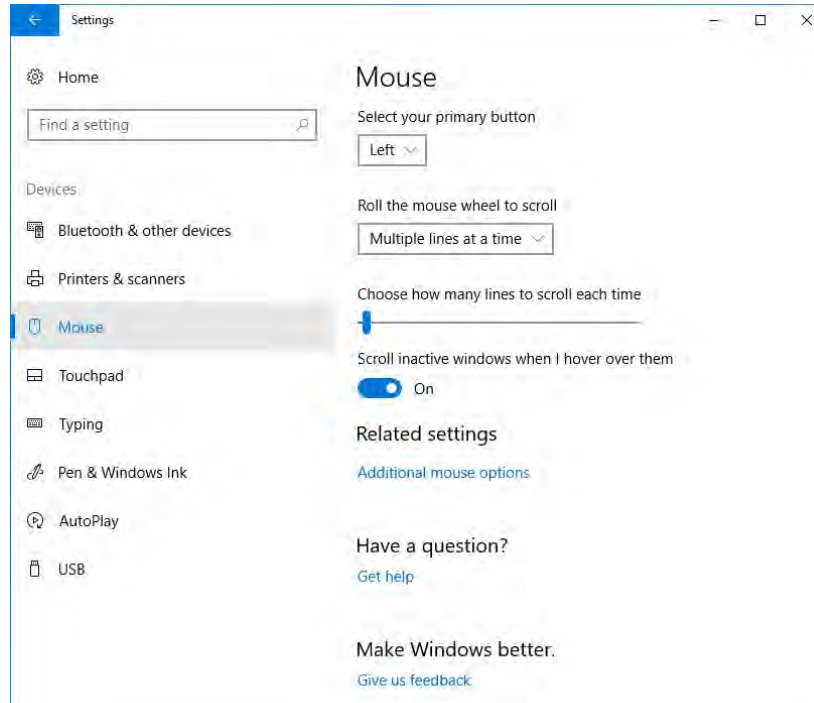 Settings
Home
Find a setting
Devices
Bluetooth & other devices
Printers & scanners
Mouse
Touchpad
Typing
Pen & Windows Ink
AutoPlay
USB
Mouse
Select your primary button
Left
Roll the mouse wheel to scroll
Multiple lines at a time
Choose how many lines to scroll each time
Scroll inactive windows when I hover over them
On
Related settings
Additional mouse options
Have a question?
Get help
Make Windows better.
Give us feedback